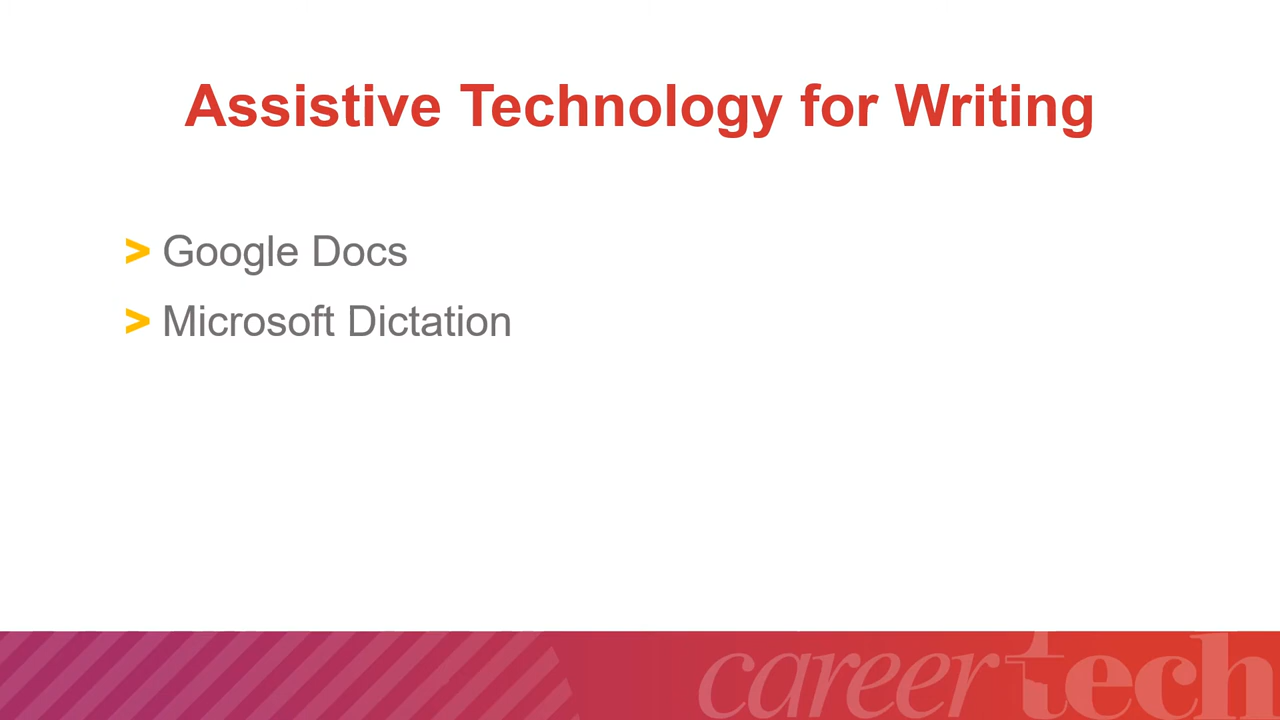 Assistive Technology for Writing
> Google Docs
> Microsoft Dictation
careertech